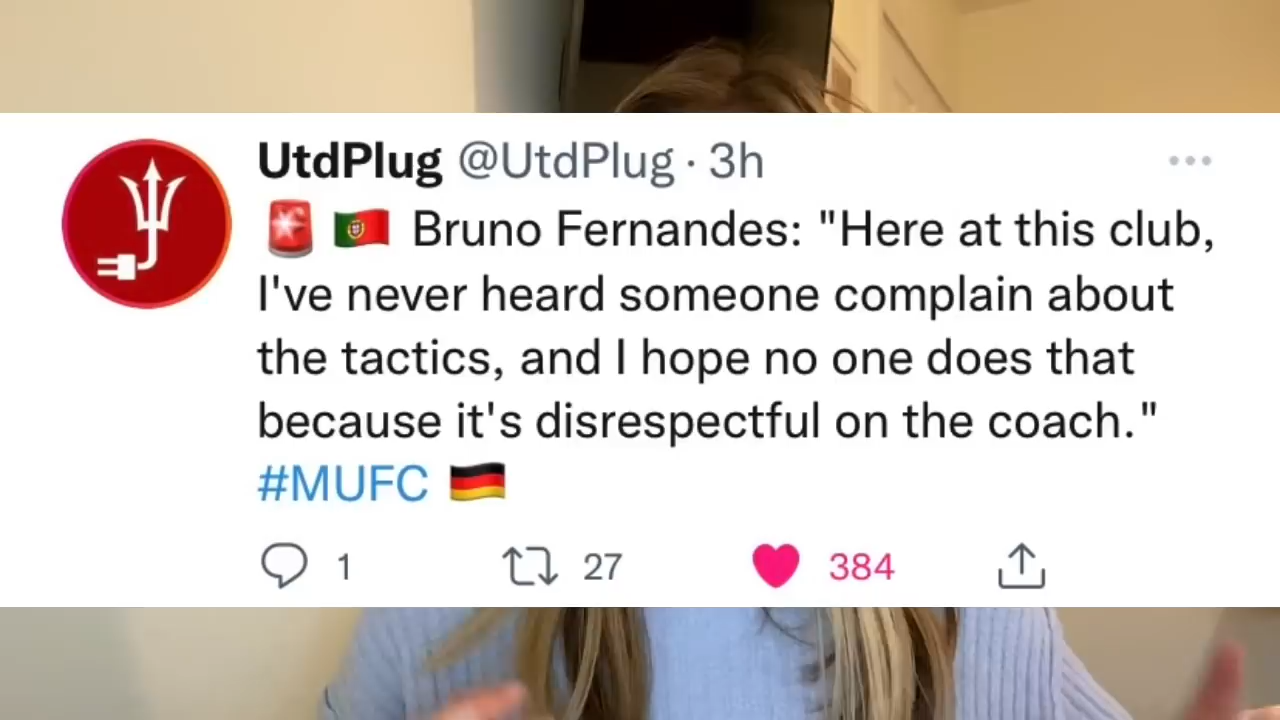 UtdPlug @UtdPlug · 3h
🚨 🇵🇹 Bruno Fernandes: "Here at this club,
I've never heard someone complain about
the tactics, and I hope no one does that
because it's disrespectful on the coach."
#MUFC 🇩🇪
1 27 384